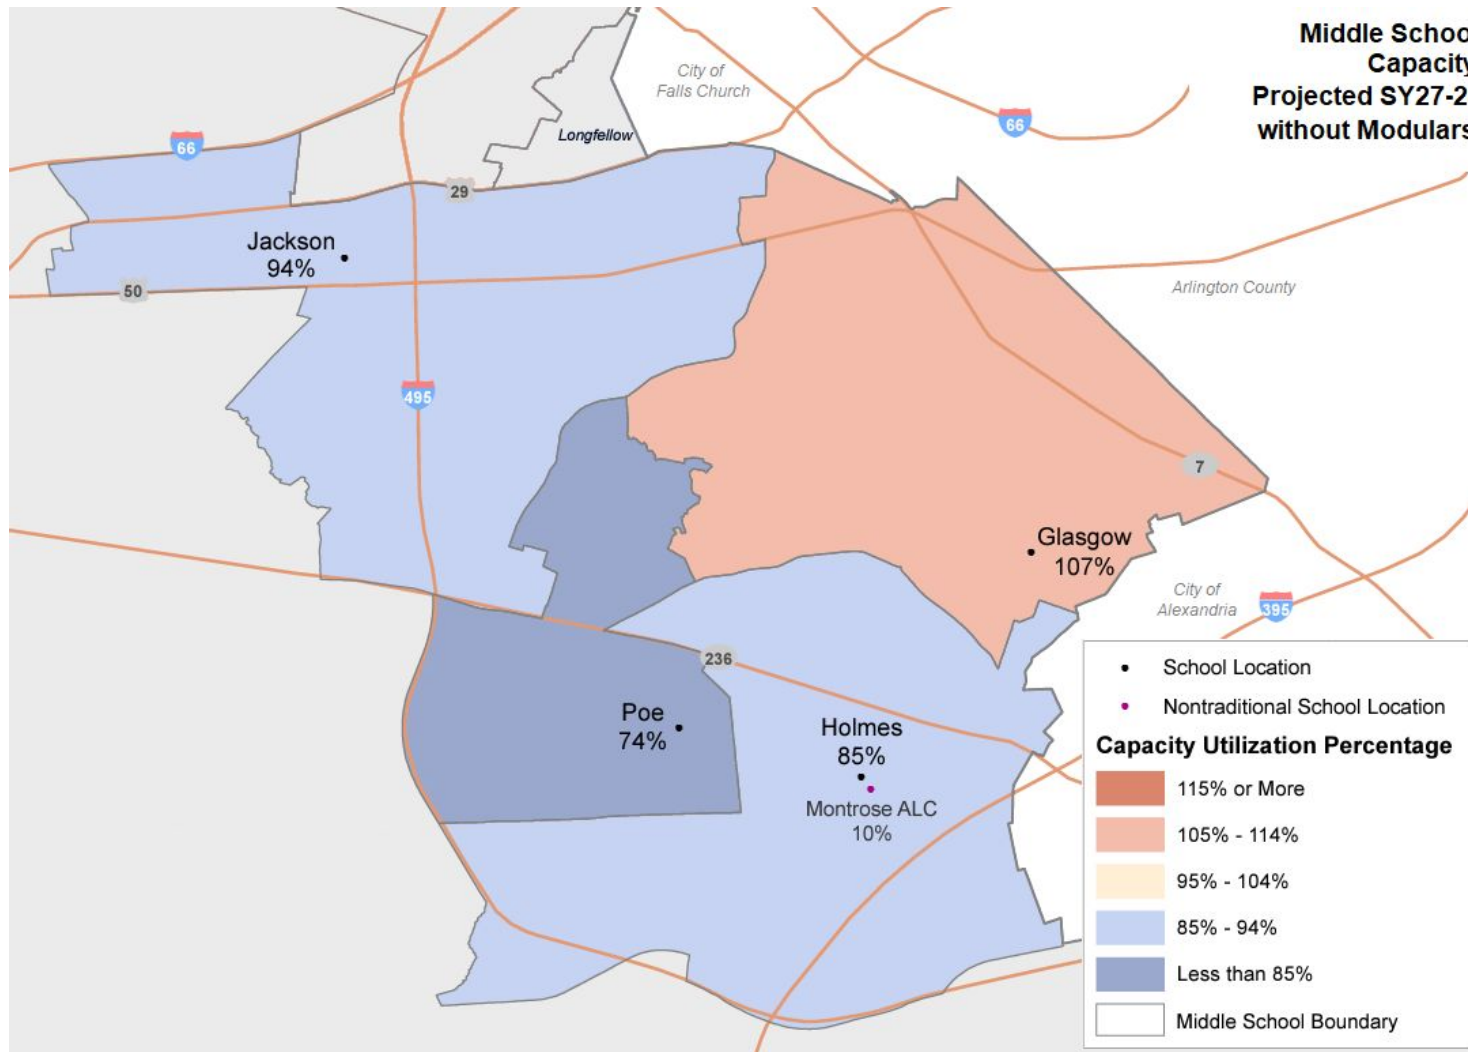 Middle Schoo
Capacity
Projected SY27-2
without Modulars
City of
Falls Church
Longfellow
66
66
29
Jackson
94%
50
Arlington County
495
7
Glasgow
107%
City of
Alexandria
395
236
Poe
74%
Holmes
85%
Montrose ALC
10%
School Location
Nontraditional School Location
Capacity Utilization Percentage
115% or More
105% - 114%
95% - 104%
85% - 94%
Less than 85%
Middle School Boundary